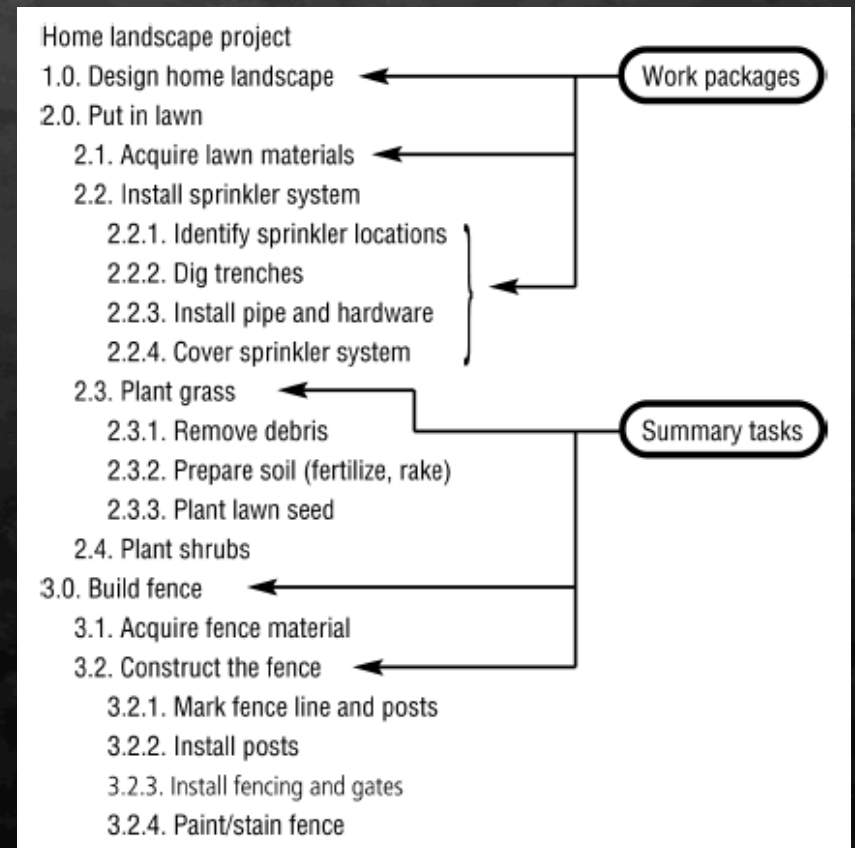 Home landscape project
1.0. Design home landscape
Work packages
2.0. Put in lawn
2.1. Acquire lawn materials
2.2. Install sprinkler system
2.2.1. Identify sprinkler locations
2.2.2. Dig trenches
2.2.3. Install pipe and hardware
2.2.4. Cover sprinkler system
2.3. Plant grass
2.3.1. Remove debris
Summary tasks
2.3.2. Prepare soil (fertilize, rake)
2.3.3. Plant lawn seed
2.4. Plant shrubs
3.0. Build fence
3.1. Acquire fence material
3.2. Construct the fence
3.2.1. Mark fence line and posts
3.2.2. Install posts
3.2.3. Install fencing and gates
3.2.4. Paint/stain fence